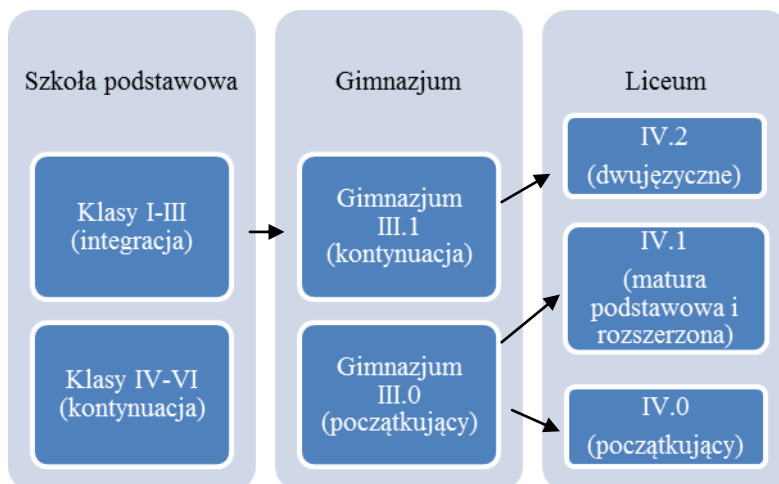 Szkoła podstawowa
Klasy I-III
(integracja)
Klasy IV-VI
(kontynuacja)
Gimnazjum
Gimnazjum
III.1
(kontynuacja)
Gimnazjum
III.0
(początkujący)
Liceum
IV.2
(dwujęzyczne)
IV.1
(matura
podstawowa i
rozszerzona)
IV.0
(początkujący)